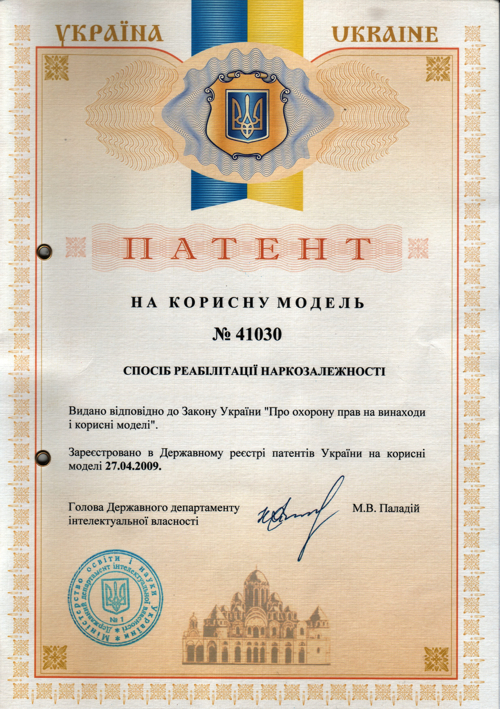 УКРАЇНА
UKRAINE
ПАТЕНТ
НА КОРИСНУ МОДЕЛЬ
№ 41030
СПОСІБ РЕАБІЛІТАЦІЇ НАРКОЗАЛЕЖНОСТІ
Видано відповідно до Закону України "Про охорону прав на винаходи
і корисні моделі".
Зареєстровано в Державному реєстрі патентів України на корисні
моделі 27.04.2009.
Голова Державного департаменту
інтелектуальної власності
М.В. Паладій
Міністерство освіти і науки України
Державний департамент інтелектуальної власності
№ 1